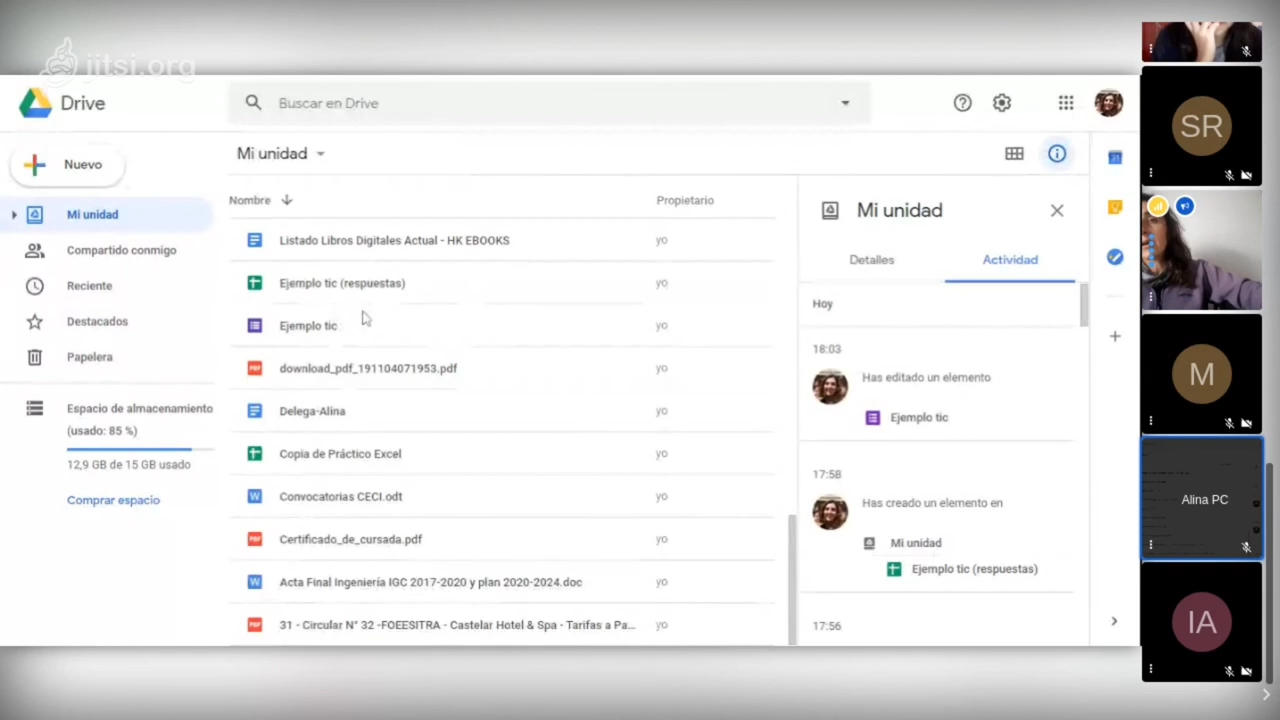 jitsi.org
Drive
Buscar en Drive
Nuevo
Mi unidad
Compartido conmigo
Reciente
Destacados
Papelera
Espacio de almacenamiento
(usado: 85 %)
12,9 GB de 15 GB usado
Comprar espacio
Mi unidad
Nombre
Propietario
Listado Libros Digitales Actual - HK EBOOKS
yo
Ejemplo tic (respuestas)
yo
Ejemplo tic
yo
PDF
download_pdf_191104071953.pdf
yo
Delega-Alina
yo
Copia de Práctico Excel
yo
W
Convocatorias CECI.odt
yo
PDF
Certificado_de_cursada.pdf
yo
W
Acta Final Ingeniería IGC 2017-2020 y plan 2020-2024.doc
yo
PDF
31 - Circular N° 32 -FOEESITRA - Castelar Hotel & Spa - Tarifas a Pa...
yo
Mi unidad
Detalles
Actividad
Hoy
18:03
Has editado un elemento
Ejemplo tic
17:58
Has creado un elemento en
Mi unidad
Ejemplo tic (respuestas)
17:56
31
SR
M
Alina PC
IA